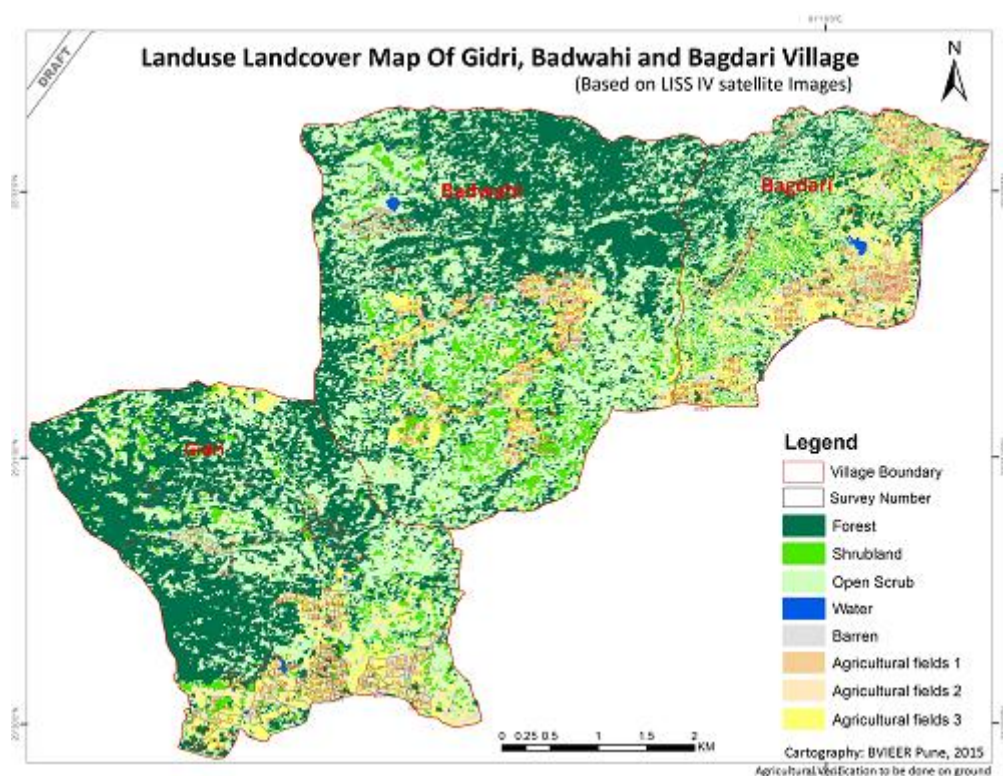 DRAFT
Landuse Landcover Map Of Gidri, Badwahi and Bagdari Village
(Based on LISS IV satellite Images)
N
Badwahi
Bagdari
Gidri
Legend
Village Boundary
Survey Number
Forest
Shrubland
Open Scrub
Water
Barren
Agricultural fields 1
Agricultural fields 2
Agricultural fields 3
0 0.25 0.5 1 1.5 2
KM
Cartography: BVIEER Pune, 2015
Agricultural verification to be done on ground